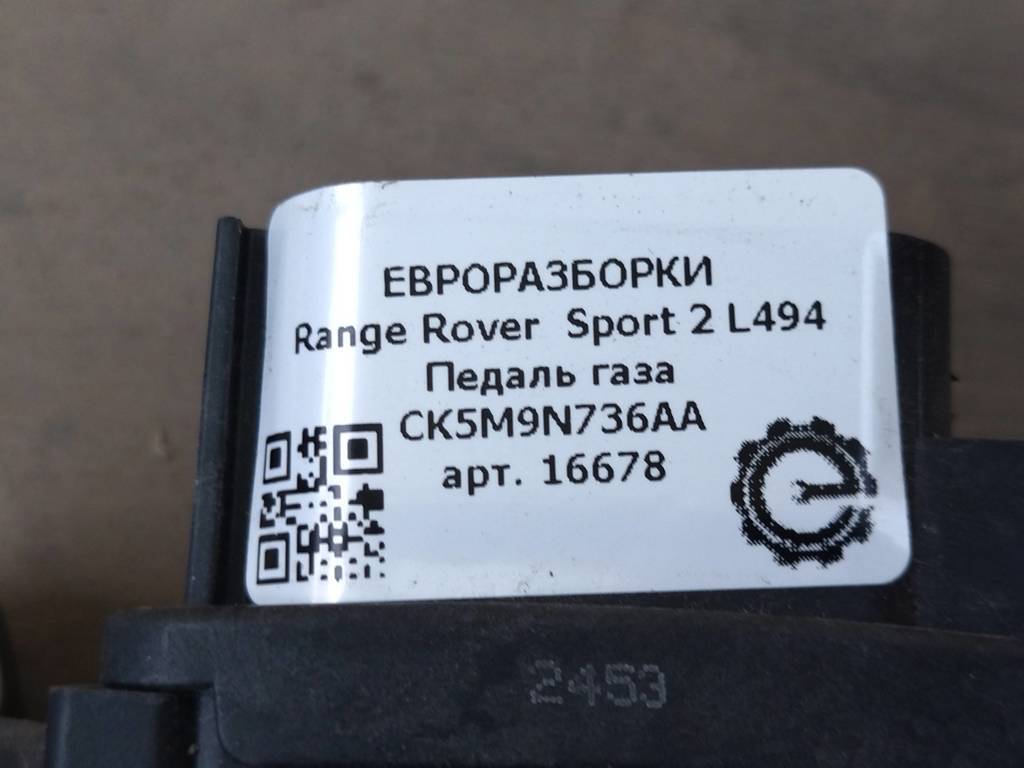 ЕВРОРАЗБОРКИ
Range Rover Sport 2 L494
Педаль газа
CK5M9N736AA
арт. 16678
2453